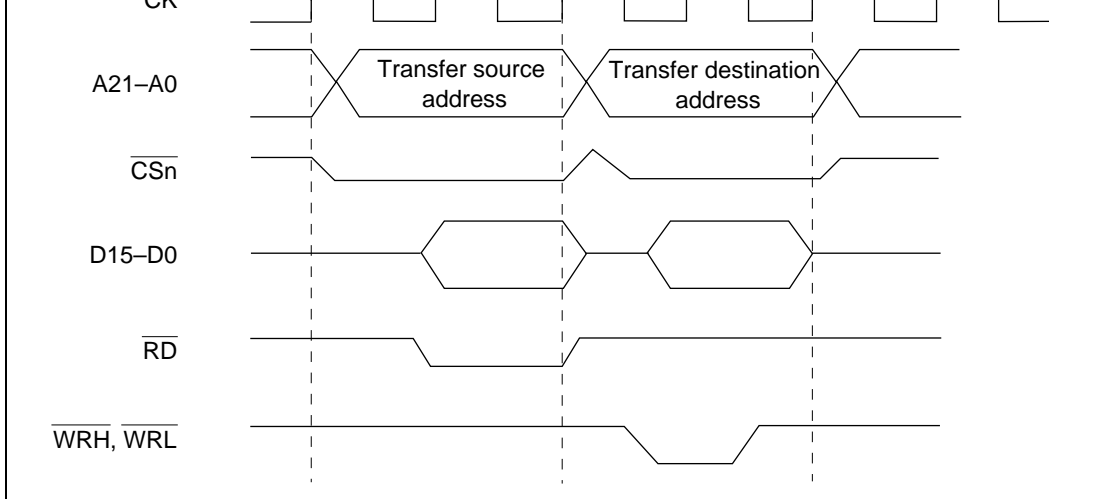 CK
A21–A0
Transfer source
address
Transfer destination
address
CSn
D15–D0
RD
WRH, WRL